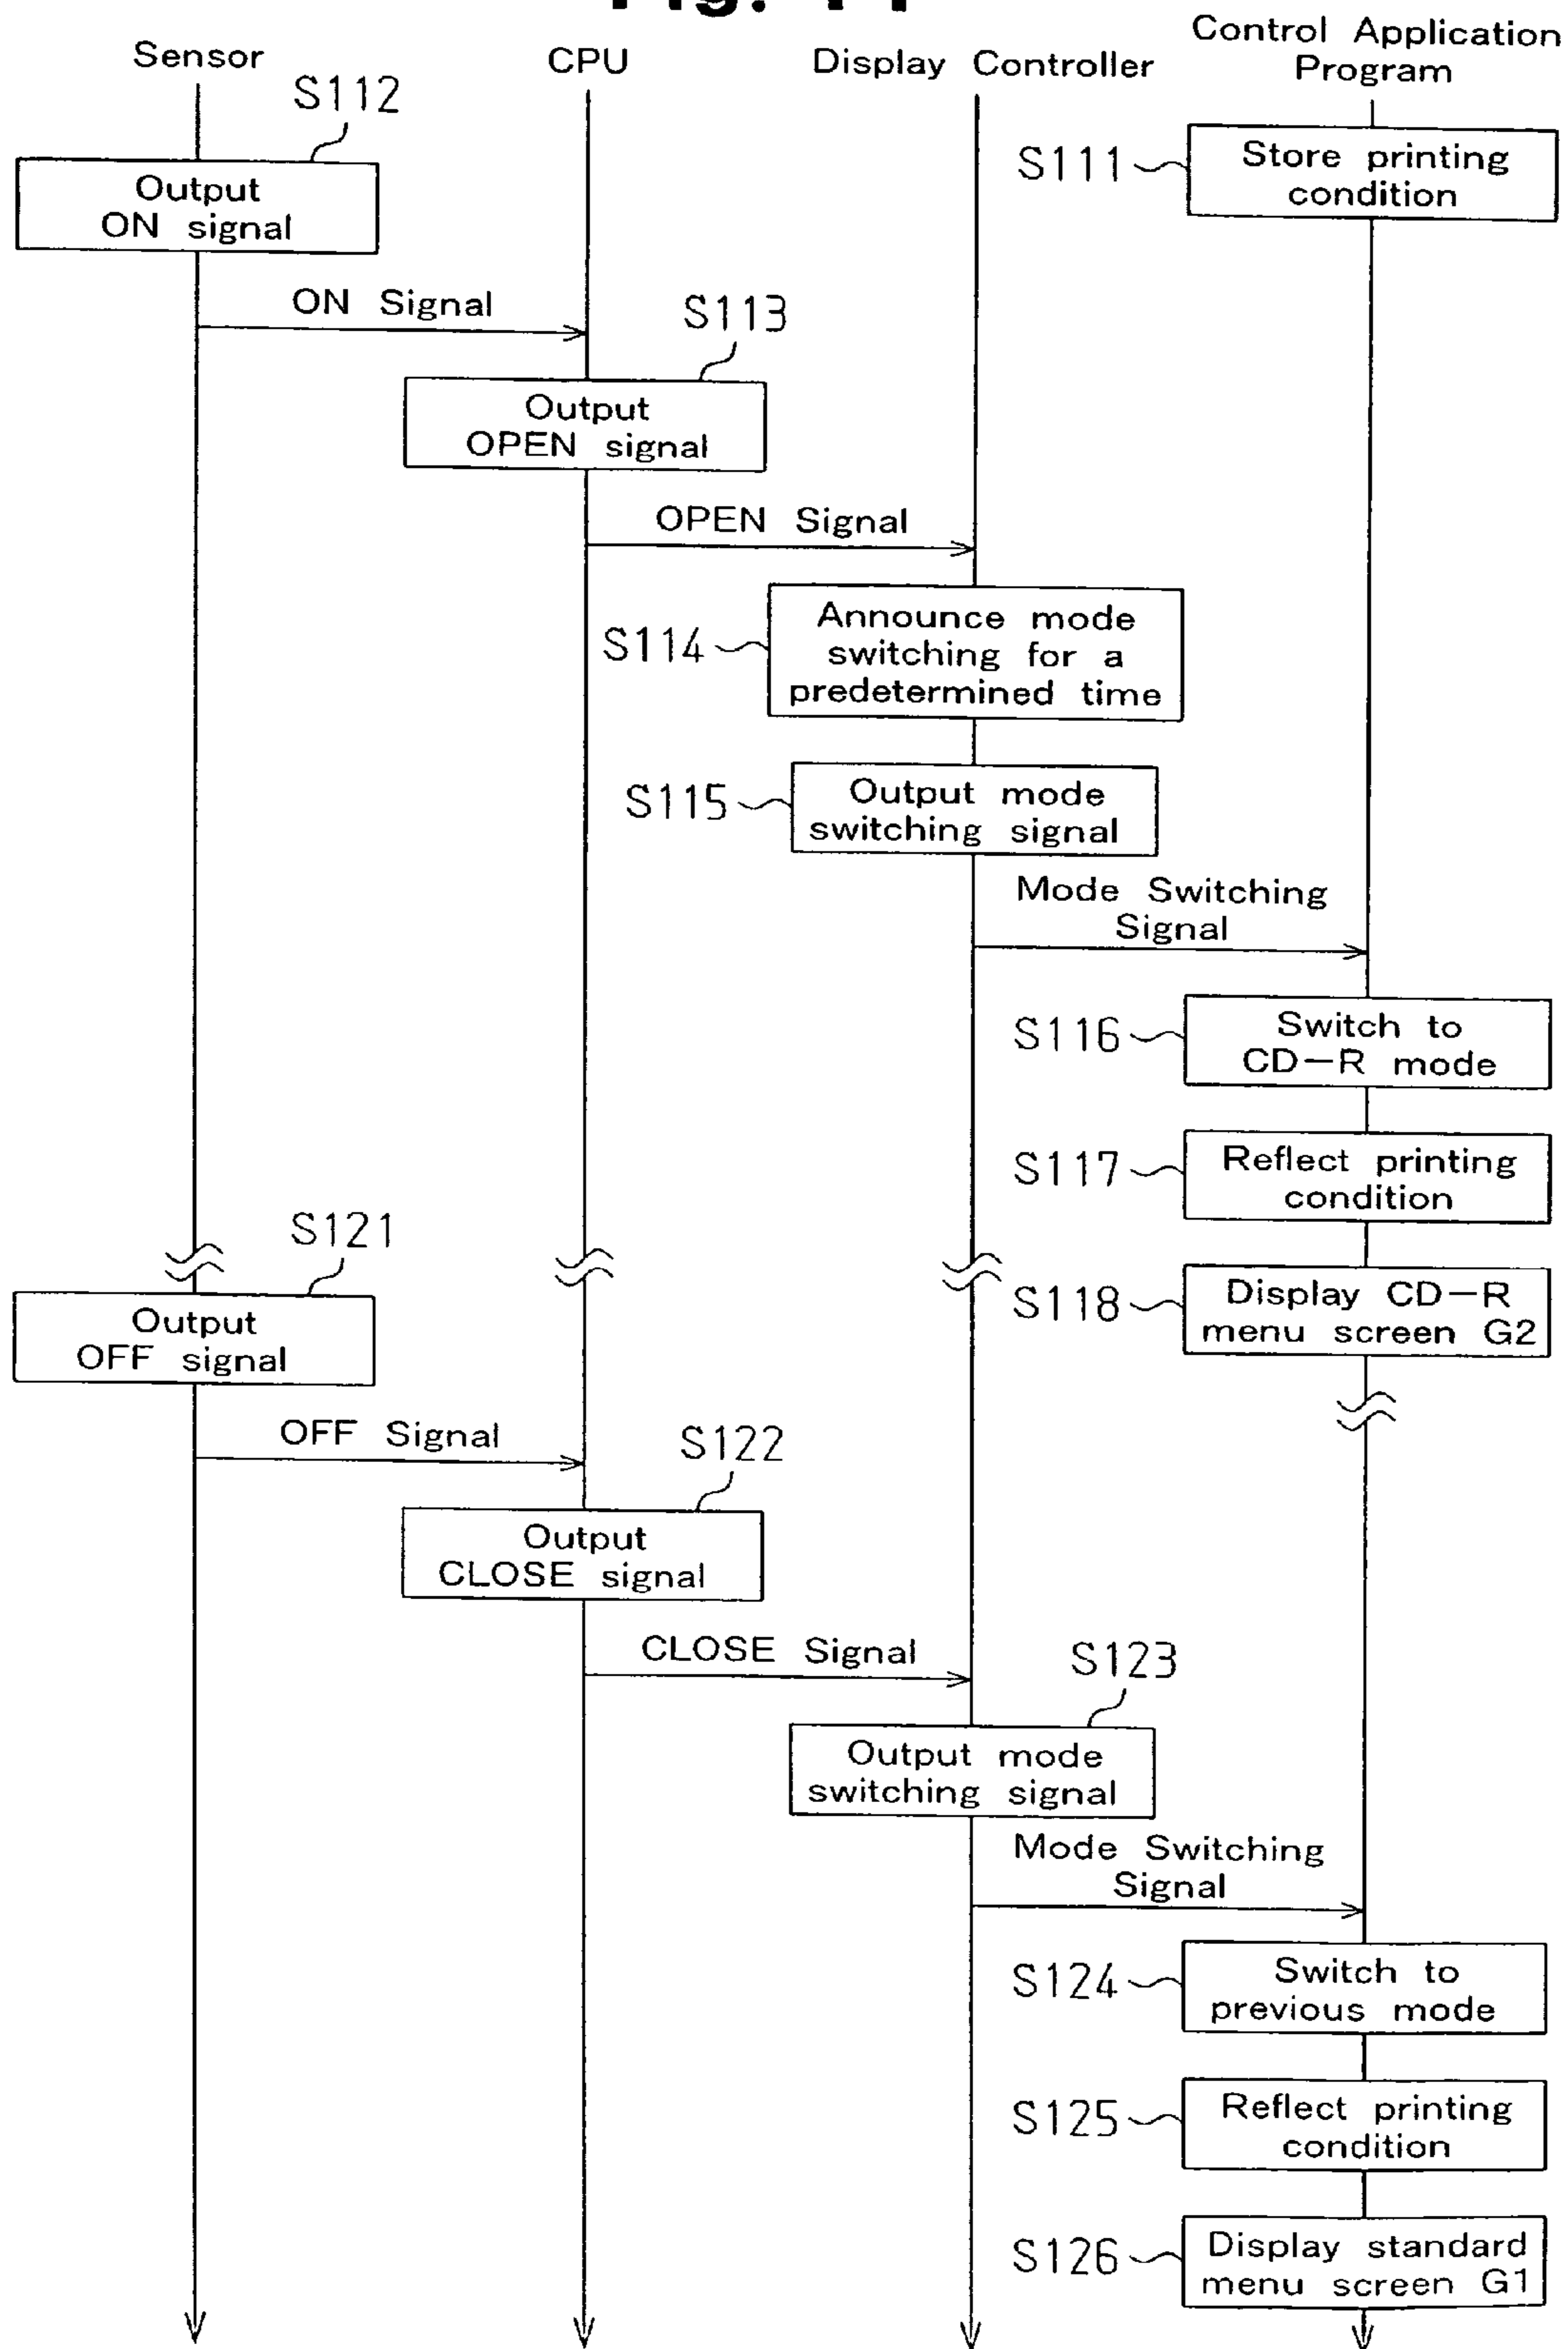 Fig.
Sensor
CPU
Display Controller
Control Application
Program
S111
Store printing
condition
S112
Output
ON signal
ON Signal
S113
Output
OPEN signal
OPEN Signal
S114
Announce mode
switching for a
predetermined time
S115
Output mode
switching signal
Mode Switching
Signal
S116
Switch to
CD-R mode
S117
Reflect printing
condition
S118
Display CD-R
menu screen G2
S121
Output
OFF signal
OFF Signal
S122
Output
CLOSE signal
CLOSE Signal
S123
Output mode
switching signal
Mode Switching
Signal
S124
Switch to
previous mode
S125
Reflect printing
condition
S126
Display standard
menu screen G1